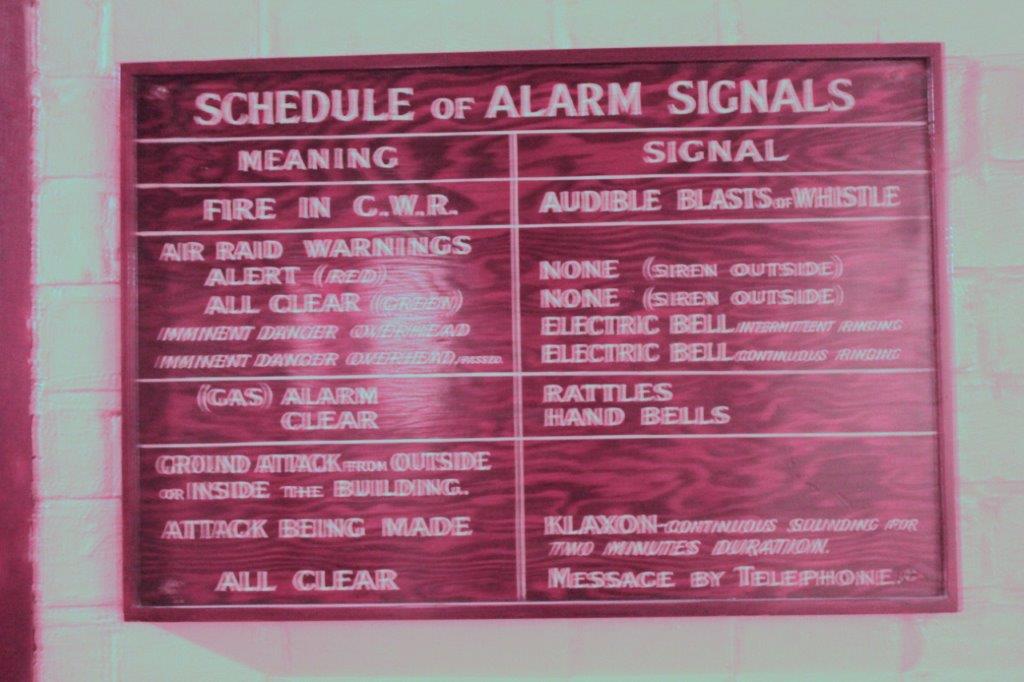 SCHEDULE OF ALARM SIGNALS
MEANING
SIGNAL
FIRE IN C.W.R.
AUDIBLE BLASTS OF WHISTLE
AIR RAID WARNINGS
ALERT (RED)
NONE (SIREN OUTSIDE)
ALL CLEAR (GREEN)
NONE (SIREN OUTSIDE)
IMMINENT DANGER OVERHEAD
ELECTRIC BELL INTERMITTENT RINGING
IMMINENT DANGER OVERHEAD, PASSED.
ELECTRIC BELL CONTINUOUS RINGING
(GAS) ALARM
RATTLES
CLEAR
HAND BELLS
GROUND ATTACK FROM OUTSIDE
OR INSIDE THE BUILDING.
ATTACK BEING MADE
KLAXON-CONTINUOUS SOUNDING FOR
TWO MINUTES DURATION.
ALL CLEAR
MESSAGE BY TELEPHONE.